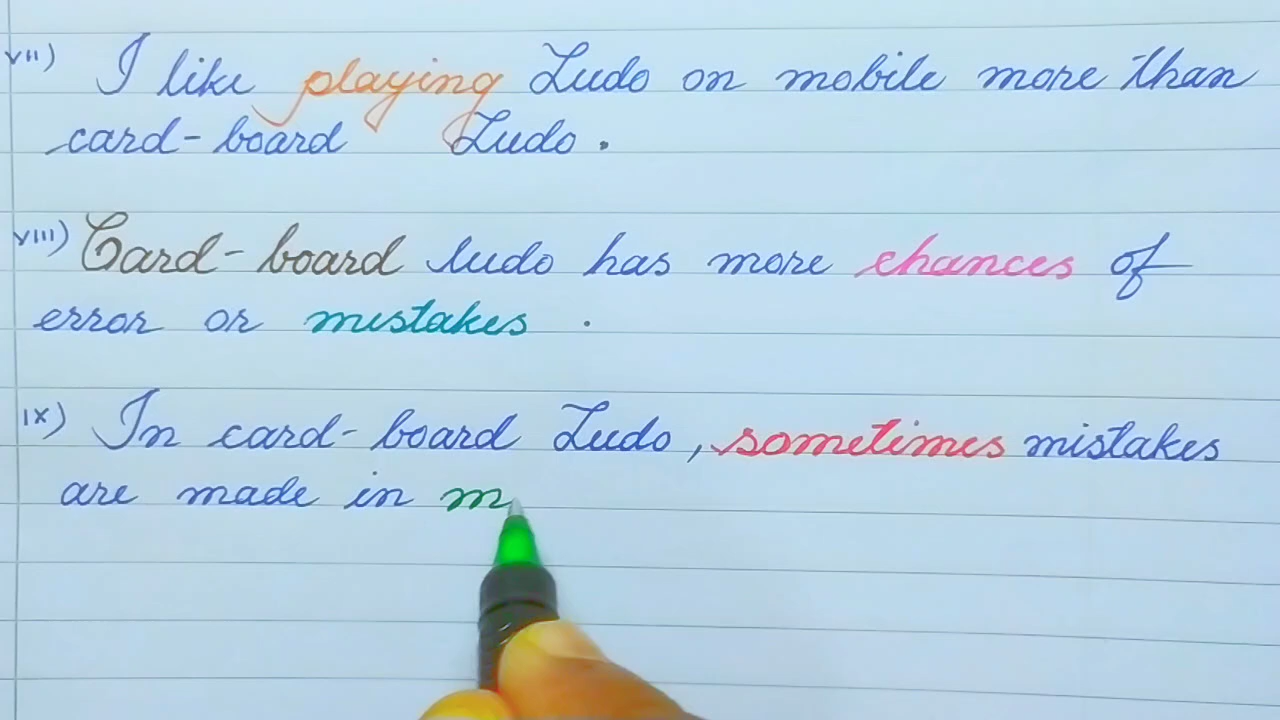 VII) I like playing Ludo on mobile more than
card-board Ludo.
VIII) Card-board ludo has more chances of
error or mistakes.
IX) In card-board Ludo, sometimes mistakes
are made in m